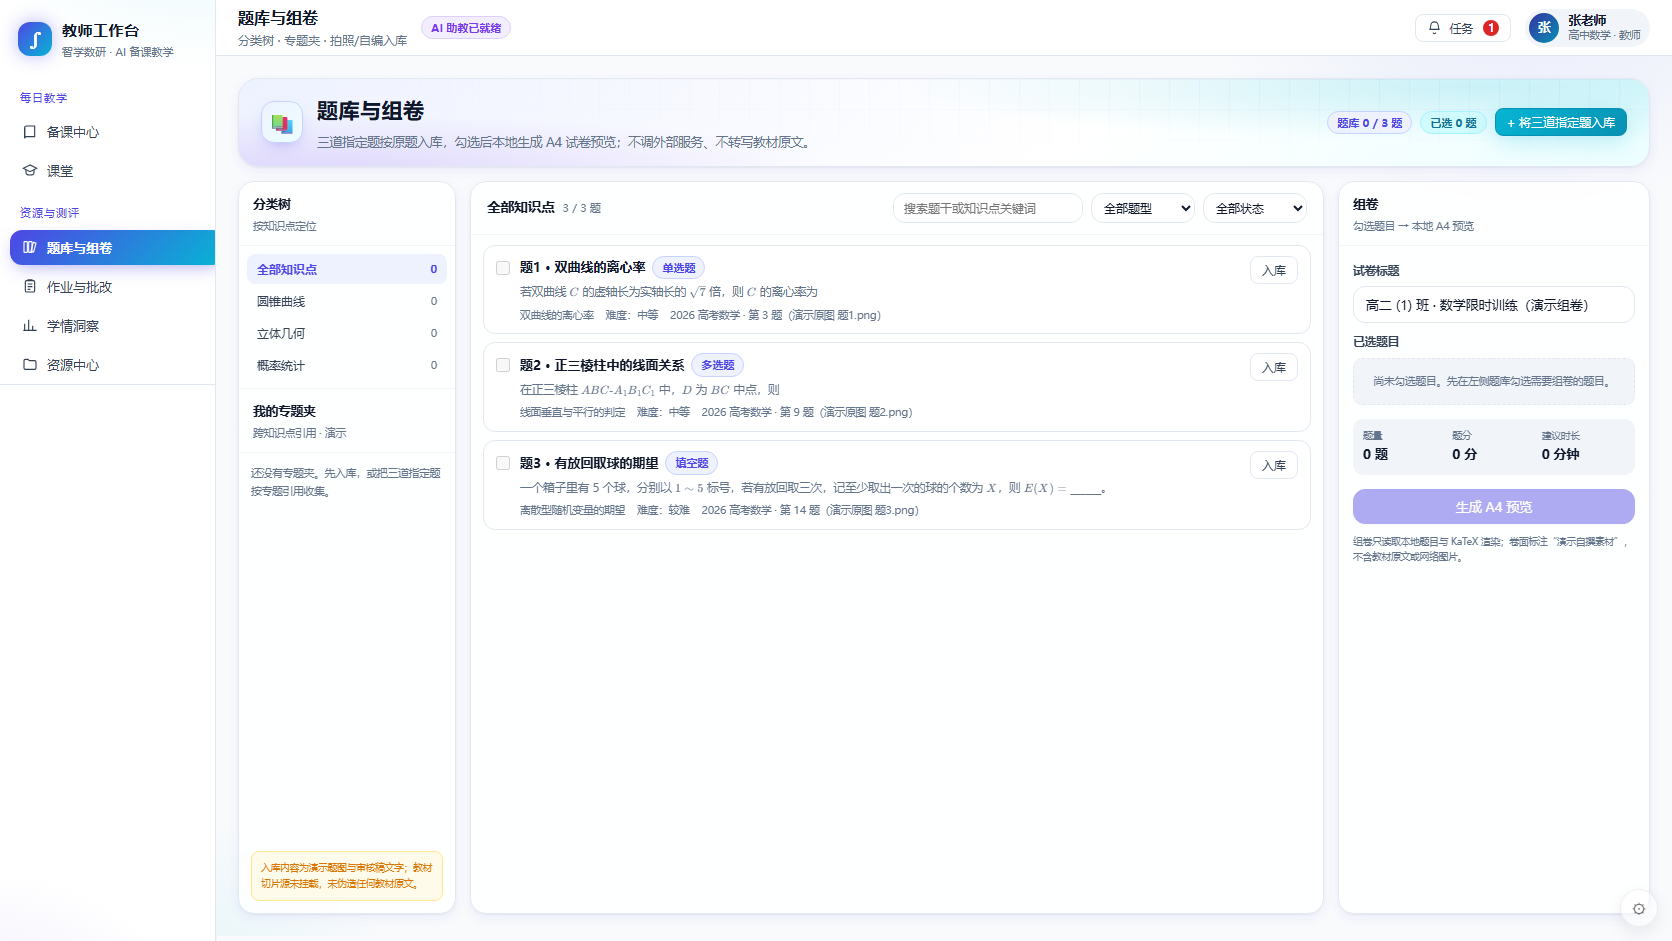 教师工作台
智学数研 · AI 备课教学
每日教学
备课中心
课堂
资源与测评
题库与组卷
作业与批改
学情洞察
资源中心
题库与组卷
分类树 · 专题夹 · 拍照/自编入库
AI 助教已就绪
任务 1
张
张老师
高中数学 · 教师
题库与组卷
三道指定题按原题入库，勾选后本地生成 A4 试卷预览；不调外部服务、不转写教材原文。
题库 0 / 3 题
已选 0 题
+ 将三道指定题入库
分类树
按知识点定位
全部知识点 0
圆锥曲线 0
立体几何 0
概率统计 0
我的专题夹
跨知识点引用 · 演示
还没有专题夹。先入库，或把三道指定题
按专题引用收集。
入库内容为演示题图与审核稿文字；教材
切片源未挂载，未伪造任何教材原文。
全部知识点 3 / 3 题
搜索题干或知识点关键词
全部题型
全部状态
题1 • 双曲线的离心率 单选题
若双曲线 C 的虚轴长为实轴长的 √7 倍，则 C 的离心率为
双曲线的离心率 难度：中等 2026 高考数学 · 第 3 题（演示原图 题1.png）
入库
题2 • 正三棱柱中的线面关系 多选题
在正三棱柱 ABC-A₁B₁C₁ 中，D 为 BC 中点，则
线面垂直与平行的判定 难度：中等 2026 高考数学 · 第 9 题（演示原图 题2.png）
入库
题3 • 有放回取球的期望 填空题
一个箱子里有 5 个球，分别以 1 ~ 5 标号，若有放回取三次，记至少取出一次的球的个数为 X，则 E(X) = _____。
离散型随机变量的期望 难度：较难 2026 高考数学 · 第 14 题（演示原图 题3.png）
入库
组卷
勾选题目 → 本地 A4 预览
试卷标题
高二 (1) 班 · 数学限时训练（演示组卷）
已选题目
尚未勾选题目。先在左侧题库勾选需要组卷的题目。
题量 题分 建议时长
0 题 0 分 0 分钟
生成 A4 预览
组卷只读取本地题目与 KaTeX 渲染；卷面标注“演示自撰素材”，
不含教材原文或网络图片。